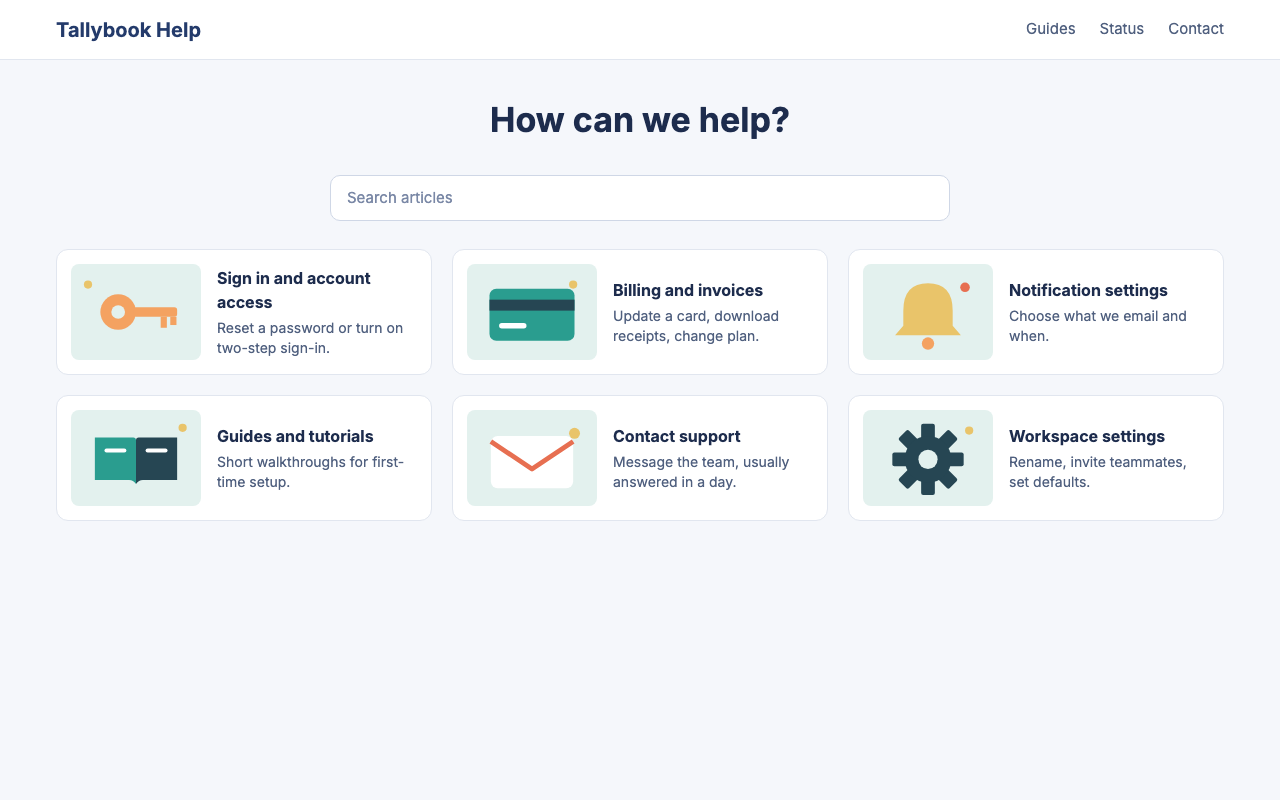 Tallybook Help
Guides Status Contact
How can we help?
Search articles
Sign in and account
access
Reset a password or turn on
two-step sign-in.
Billing and invoices
Update a card, download
receipts, change plan.
Notification settings
Choose what we email and
when.
Guides and tutorials
Short walkthroughs for first-
time setup.
Contact support
Message the team, usually
answered in a day.
Workspace settings
Rename, invite teammates,
set defaults.